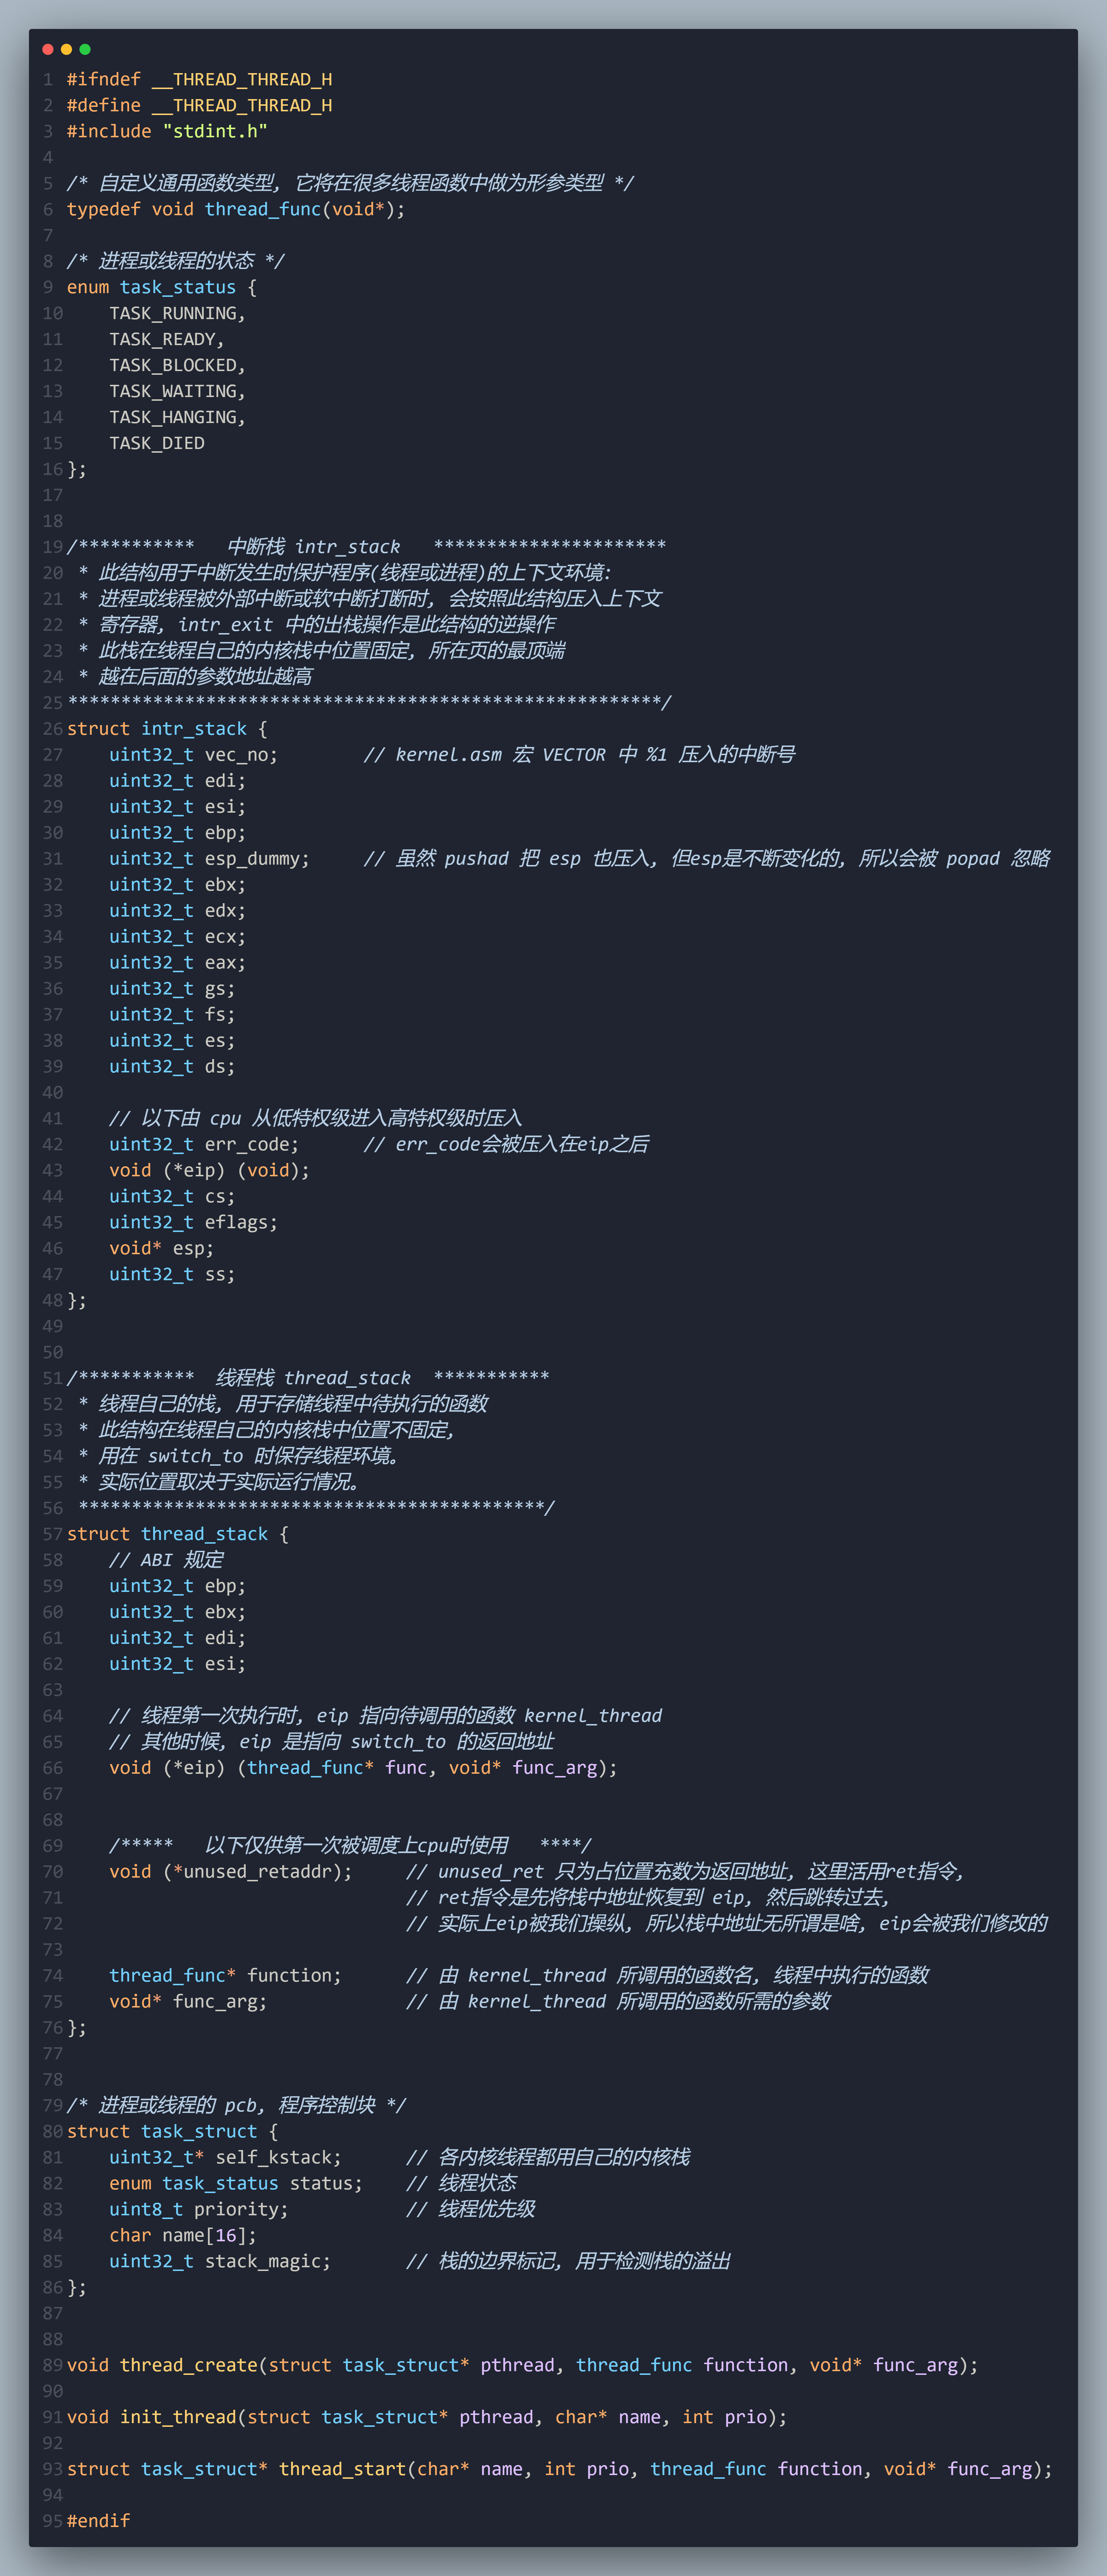 1 #ifndef __THREAD_THREAD_H
2 #define __THREAD_THREAD_H
3 #include "stdint.h"
4
5 /* 自定义通用函数类型, 它将在很多线程函数中做为形参类型 */
6 typedef void thread_func(void*);
7
8 /* 进程或线程的状态 */
9 enum task_status {
10     TASK_RUNNING,
11     TASK_READY,
12     TASK_BLOCKED,
13     TASK_WAITING,
14     TASK_HANGING,
15     TASK_DIED
16 };
17
18
19 /***********   中断栈 intr_stack   **********************
20  * 此结构用于中断发生时保护程序(线程或进程)的上下文环境:
21  * 进程或线程被外部中断或软中断打断时, 会按照此结构压入上下文
22  * 寄存器, intr_exit 中的出栈操作是此结构的逆操作
23  * 此栈在线程自己的内核栈中位置固定, 所在页的最顶端
24  * 越在后面的参数地址越高
25 ********************************************************/
26 struct intr_stack {
27     uint32_t vec_no;        // kernel.asm 宏 VECTOR 中 %1 压入的中断号
28     uint32_t edi;
29     uint32_t esi;
30     uint32_t ebp;
31     uint32_t esp_dummy;     // 虽然 pushad 把 esp 也压入, 但esp是不断变化的, 所以会被 popad 忽略
32     uint32_t ebx;
33     uint32_t edx;
34     uint32_t ecx;
35     uint32_t eax;
36     uint32_t gs;
37     uint32_t fs;
38     uint32_t es;
39     uint32_t ds;
40
41     // 以下由 cpu 从低特权级进入高特权级时压入
42     uint32_t err_code;      // err_code会被压入在eip之后
43     void (*eip) (void);
44     uint32_t cs;
45     uint32_t eflags;
46     void* esp;
47     uint32_t ss;
48 };
49
50
51 /***********  线程栈 thread_stack  ***********
52  * 线程自己的栈, 用于存储线程中待执行的函数
53  * 此结构在线程自己的内核栈中位置不固定,
54  * 用在 switch_to 时保存线程环境。
55  * 实际位置取决于实际运行情况。
56  ********************************************/
57 struct thread_stack {
58     // ABI 规定
59     uint32_t ebp;
60     uint32_t ebx;
61     uint32_t edi;
62     uint32_t esi;
63
64     // 线程第一次执行时, eip 指向待调用的函数 kernel_thread
65     // 其他时候, eip 是指向 switch_to 的返回地址
66     void (*eip) (thread_func* func, void* func_arg);
67
68
69     /*****   以下仅供第一次被调度上cpu时使用   ****/
70     void (*unused_retaddr);     // unused_ret 只为占位置充数为返回地址, 这里活用ret指令,
71                                 // ret指令是先将栈中地址恢复到 eip, 然后跳转过去,
72                                 // 实际上eip被我们操纵, 所以栈中地址无所谓是啥, eip会被我们修改的
73
74     thread_func* function;      // 由 kernel_thread 所调用的函数名, 线程中执行的函数
75     void* func_arg;             // 由 kernel_thread 所调用的函数所需的参数
76 };
77
78
79 /* 进程或线程的 pcb, 程序控制块 */
80 struct task_struct {
81     uint32_t* self_kstack;      // 各内核线程都用自己的内核栈
82     enum task_status status;    // 线程状态
83     uint8_t priority;           // 线程优先级
84     char name[16];
85     uint32_t stack_magic;       // 栈的边界标记, 用于检测栈的溢出
86 };
87
88
89 void thread_create(struct task_struct* pthread, thread_func function, void* func_arg);
90
91 void init_thread(struct task_struct* pthread, char* name, int prio);
92
93 struct task_struct* thread_start(char* name, int prio, thread_func function, void* func_arg);
94
95 #endif